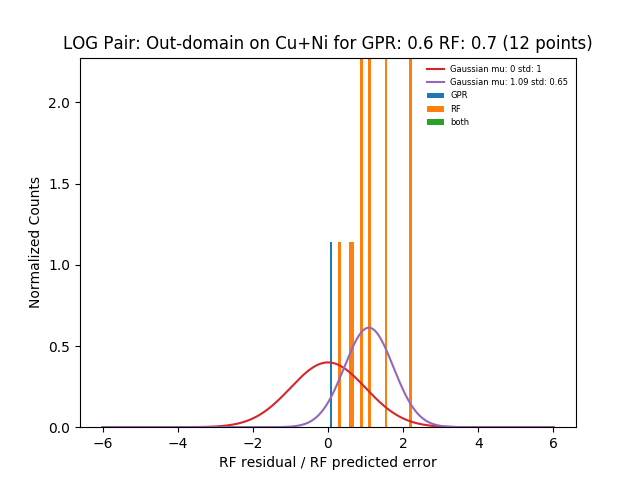 LOG Pair: Out-domain on Cu+Ni for GPR: 0.6 RF: 0.7 (12 points)
Gaussian mu: 0 std: 1
Gaussian mu: 1.09 std: 0.65
GPR
RF
both
Normalized Counts
2.0
1.5
1.0
0.5
0.0
−6
−4
−2
0
2
4
6
RF residual / RF predicted error